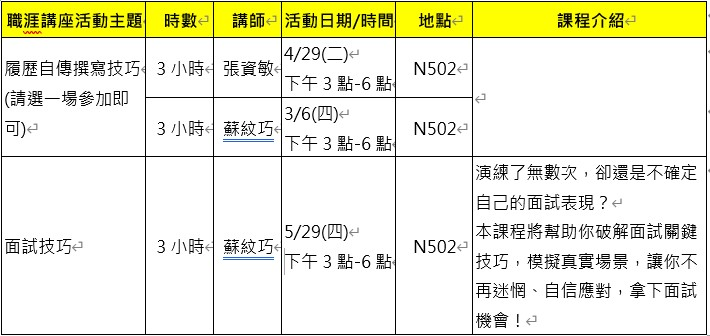 職涯講座活動主題 時數 講師 活動日期/時間 地點 課程介紹
履歷自傳撰寫技巧
(請選一場參加即
可)
3 小時 張資敏 4/29(二)
下午 3 點-6 點 N502
3 小時 蘇紋巧 3/6(四)
下午 3 點-6 點 N502
面試技巧 3 小時 蘇紋巧 5/29(四)
下午 3 點-6 點 N502
演練了無數次，卻還是不確定
自己的面試表現？
本課程將幫助你破解面試關鍵
技巧，模擬真實場景，讓你不
再迷惘、自信應對，拿下面試
機會！